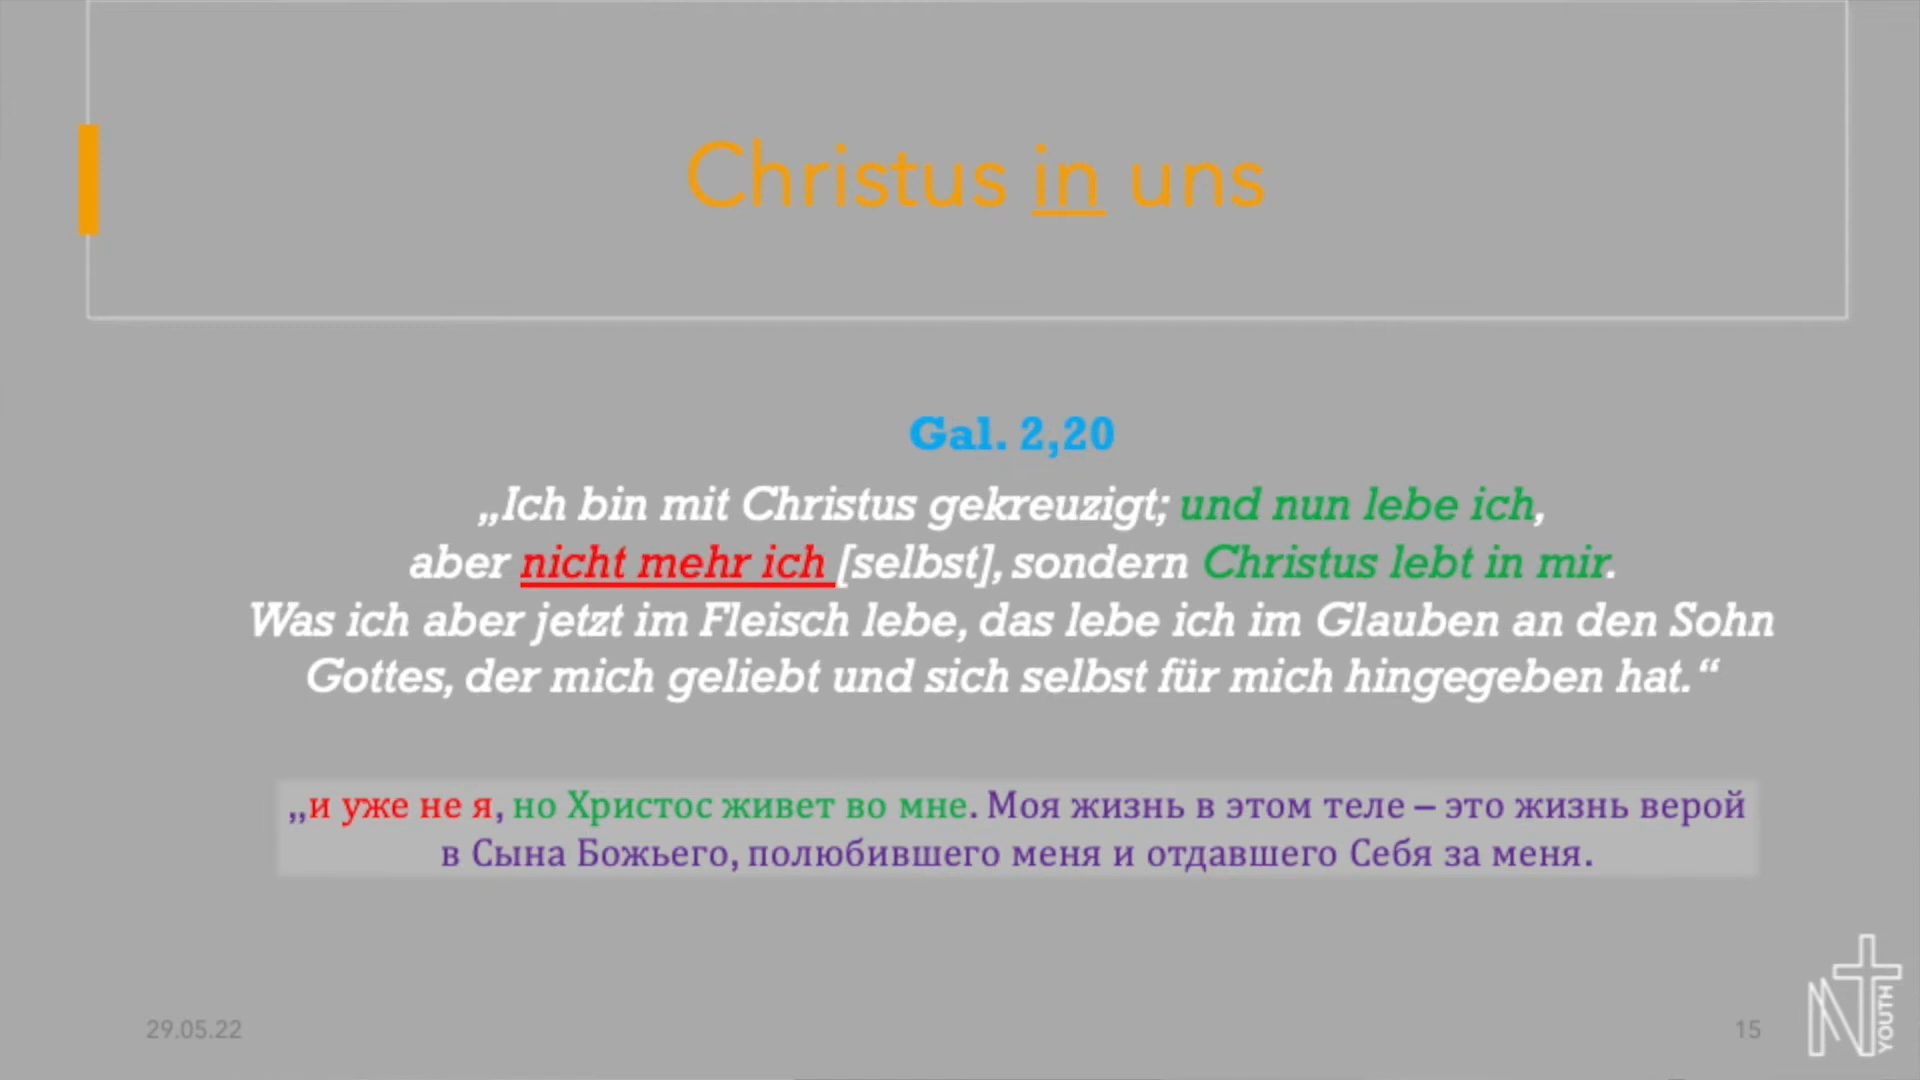 Christus in uns
Gal. 2,20
„Ich bin mit Christus gekreuzigt; und nun lebe ich,
aber nicht mehr ich [selbst], sondern Christus lebt in mir.
Was ich aber jetzt im Fleisch lebe, das lebe ich im Glauben an den Sohn
Gottes, der mich geliebt und sich selbst für mich hingegeben hat.“
„и уже не я, но Христос живет во мне. Моя жизнь в этом теле – это жизнь верой
в Сына Божьего, полюбившего меня и отдавшего Себя за меня.
29.05.22
15
N
YOUTH